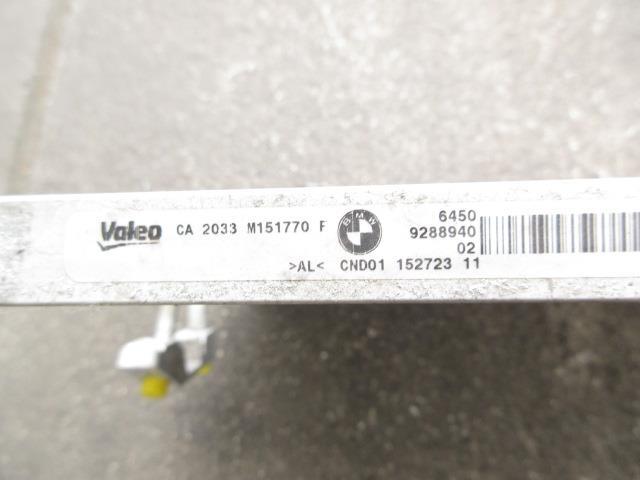 Valeo CA 2033 M151770 F BMW 6450
9288940
02
>AL< CND01 152723 11